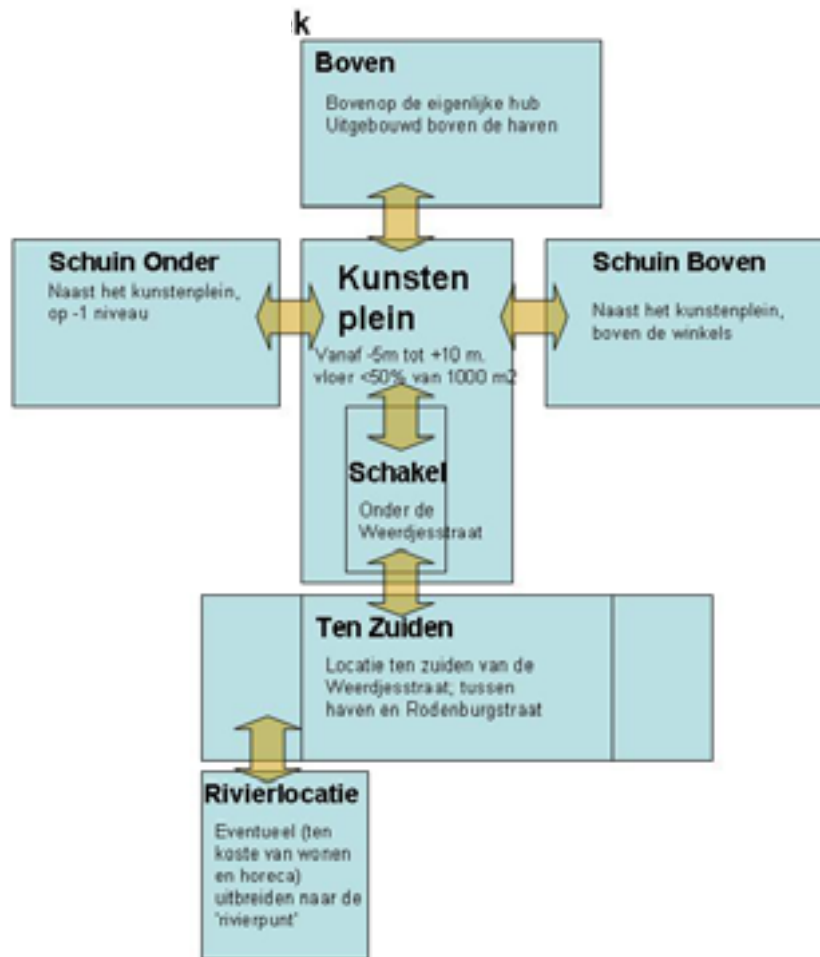 k
Boven
Bovenop de eigenlijke hub
Uitgebouwd boven de haven
Schuin Onder
Naast het kunstenplein,
op -1 niveau
Kunsten
plein
Vanaf -5m tot +10 m.
vloer <50% van 1000 m2
Schuin Boven
Naast het kunstenplein,
boven de winkels
Schakel
Onder de
Weerdjesstraat
Ten Zuiden
Locatie ten zuiden van de
Weerdjesstraat; tussen
haven en Rodenburgstraat
Rivierlocatie
Eventueel (ten
koste van wonen
en horeca)
uitbreiden naar de
'rivierpunt'